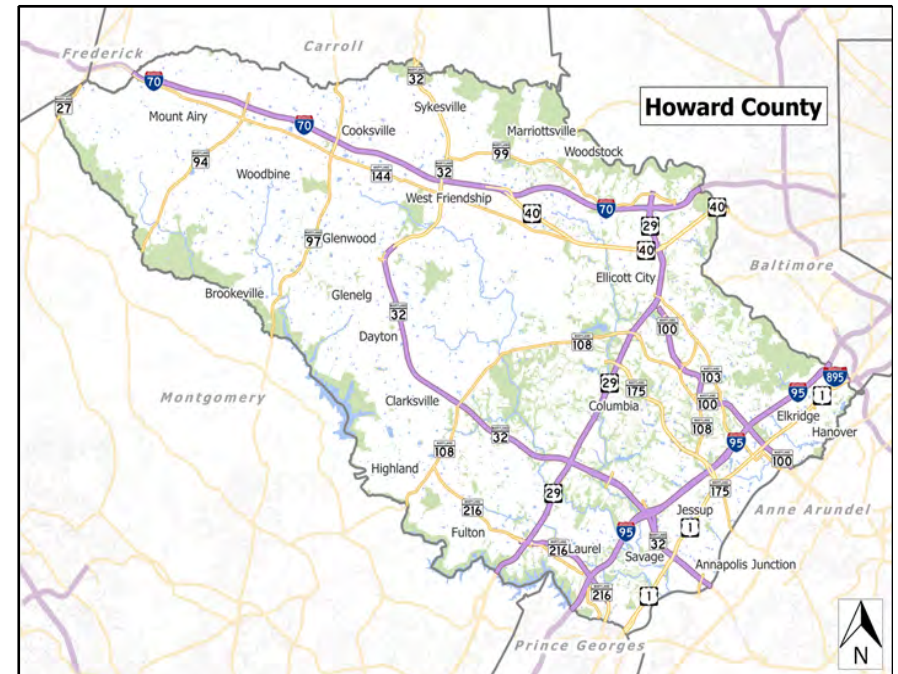 Frederick
Carroll
Howard County
70
MARYLAND
32
27
Mount Airy
Sykesville
70
Cooksville
Marriottsville
94
99
Woodstock
Woodbine
144
32
West Friendship
40
70
40
29
97
Glenwood
40
Baltimore
Ellicott City
Brookeville
Glenelg
32
100
Dayton
108
895
Montgomery
29
175
103
95
1
Clarksville
Columbia
100
Elkridge
108
Hanover
32
95
108
100
Highland
29
175
Anne Arundel
216
Jessup
1
Fulton
95
32
216
Laurel
Savage
Annapolis Junction
216
1
Prince Georges
N